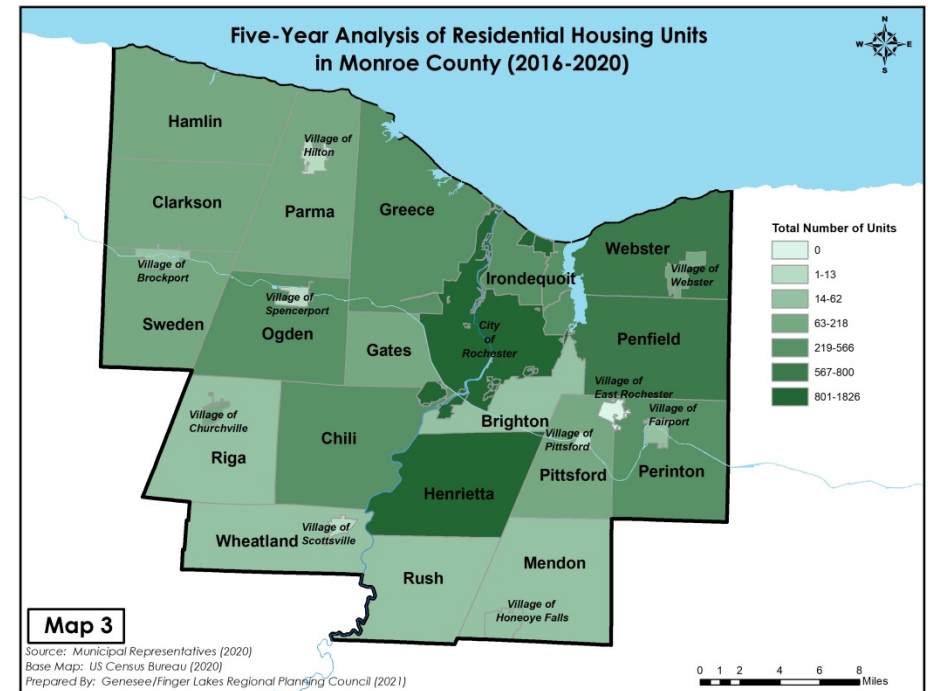 Five-Year Analysis of Residential Housing Units
in Monroe County (2016-2020)
N
W
E
S
Hamlin
Village of
Hilton
Clarkson
Parma
Greece
Webster
Village of
Webster
Irondequoit
Village of
Brockport
Village of
Spencerport
Sweden
Ogden
Gates
City
of
Rochester
Penfield
Village of
East Rochester
Village of
Fairport
Village of
Churchville
Chili
Brighton
Village of
Pittsford
Riga
Henrietta
Pittsford
Perinton
Wheatland
Village of
Scottsville
Rush
Mendon
Village of
Honeoye Falls
Total Number of Units
0
1-13
14-62
63-218
219-566
567-800
801-1826
Map 3
Source: Municipal Representatives (2020)
Base Map: US Census Bureau (2020)
Prepared By: Genesee/Finger Lakes Regional Planning Council (2021)
0 1 2 4 6 8
Miles